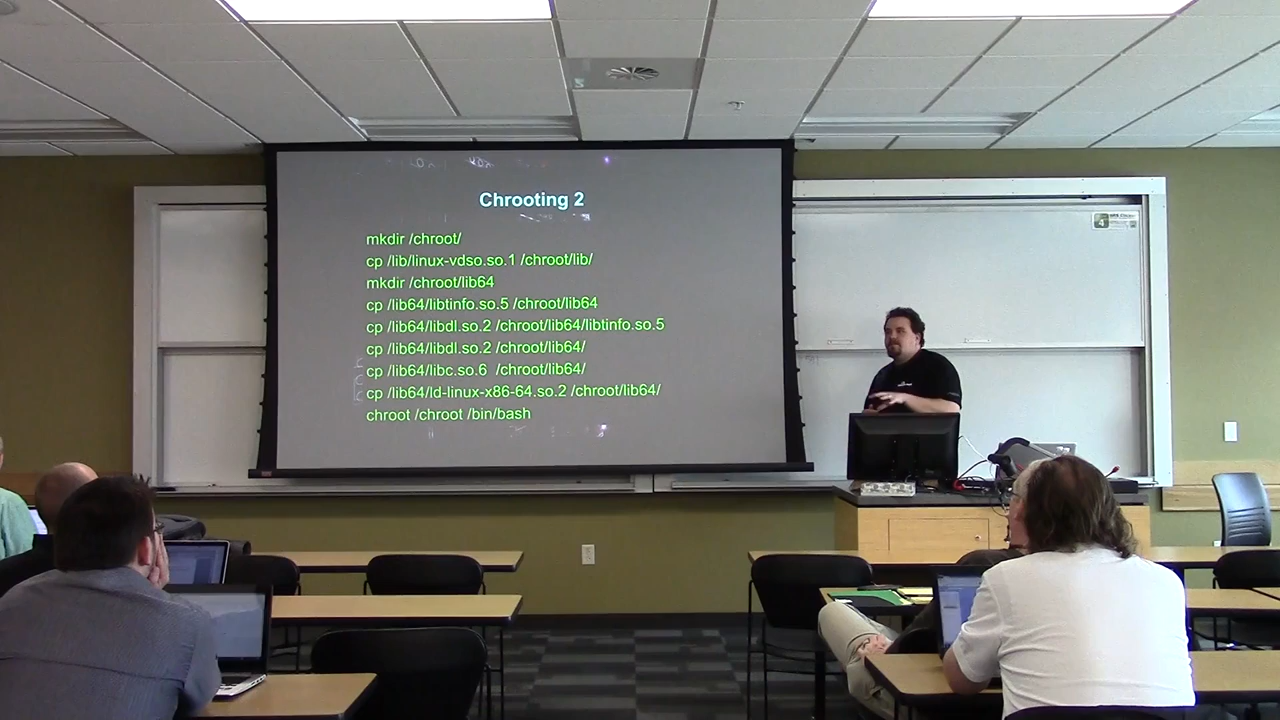 Chrooting 2
mkdir /chroot/
cp /lib/linux-vdso.so.1 /chroot/lib/
mkdir /chroot/lib64
cp /lib64/libtinfo.so.5 /chroot/lib64
cp /lib64/libdl.so.2 /chroot/lib64/libtinfo.so.5
cp /lib64/libdl.so.2 /chroot/lib64/
cp /lib64/libc.so.6  /chroot/lib64/
cp /lib64/ld-linux-x86-64.so.2 /chroot/lib64/
chroot /chroot /bin/bash